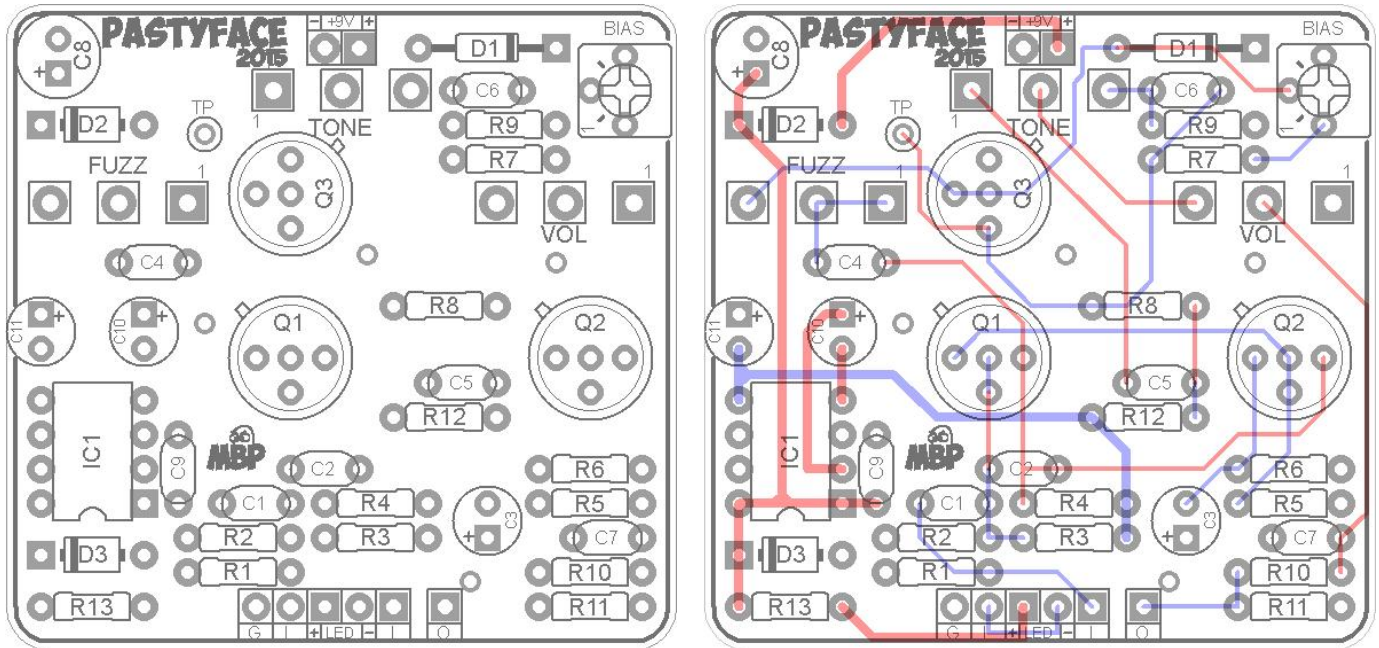 PASTYFACE
2015
- +9V +
D1
BIAS
C8
+
D2
TP
1
TONE
C6
R9
R7
1
FUZZ
1
Q3
1
VOL
C4
R8
C11
+
C10
+
Q1
Q2
C5
R12
IC1
C9
MBP
C2
R6
C1
R4
R5
R2
R3
C3
+
C7
D3
R1
R10
R13
R11
G I + LED - I O
PASTYFACE
2015
- +9V +
D1
BIAS
C8
+
D2
TP
1
TONE
C6
R9
R7
1
FUZZ
1
Q3
1
VOL
C4
R8
C11
+
C10
+
Q1
Q2
C5
R12
IC1
C9
MBP
C2
R6
C1
R4
R5
R2
R3
C3
+
C7
D3
R1
R10
R13
R11
G I + LED - I O